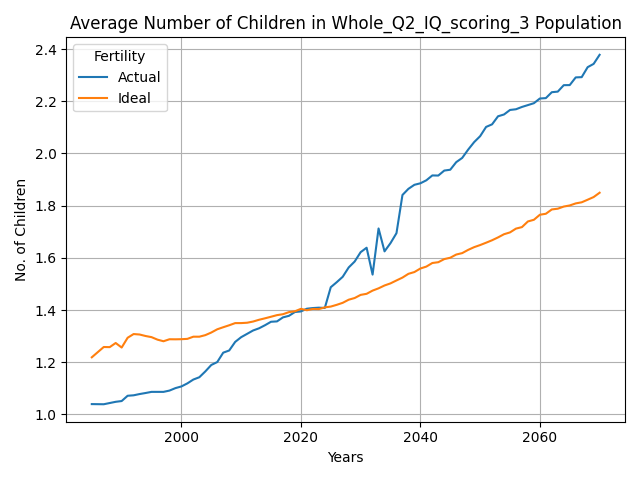 Average Number of Children in Whole_Q2_IQ_scoring_3 Population
Fertility
Actual
Ideal
2.4
2.2
2.0
1.8
1.6
1.4
1.2
1.0
No. of Children
2000
2020
2040
2060
Years